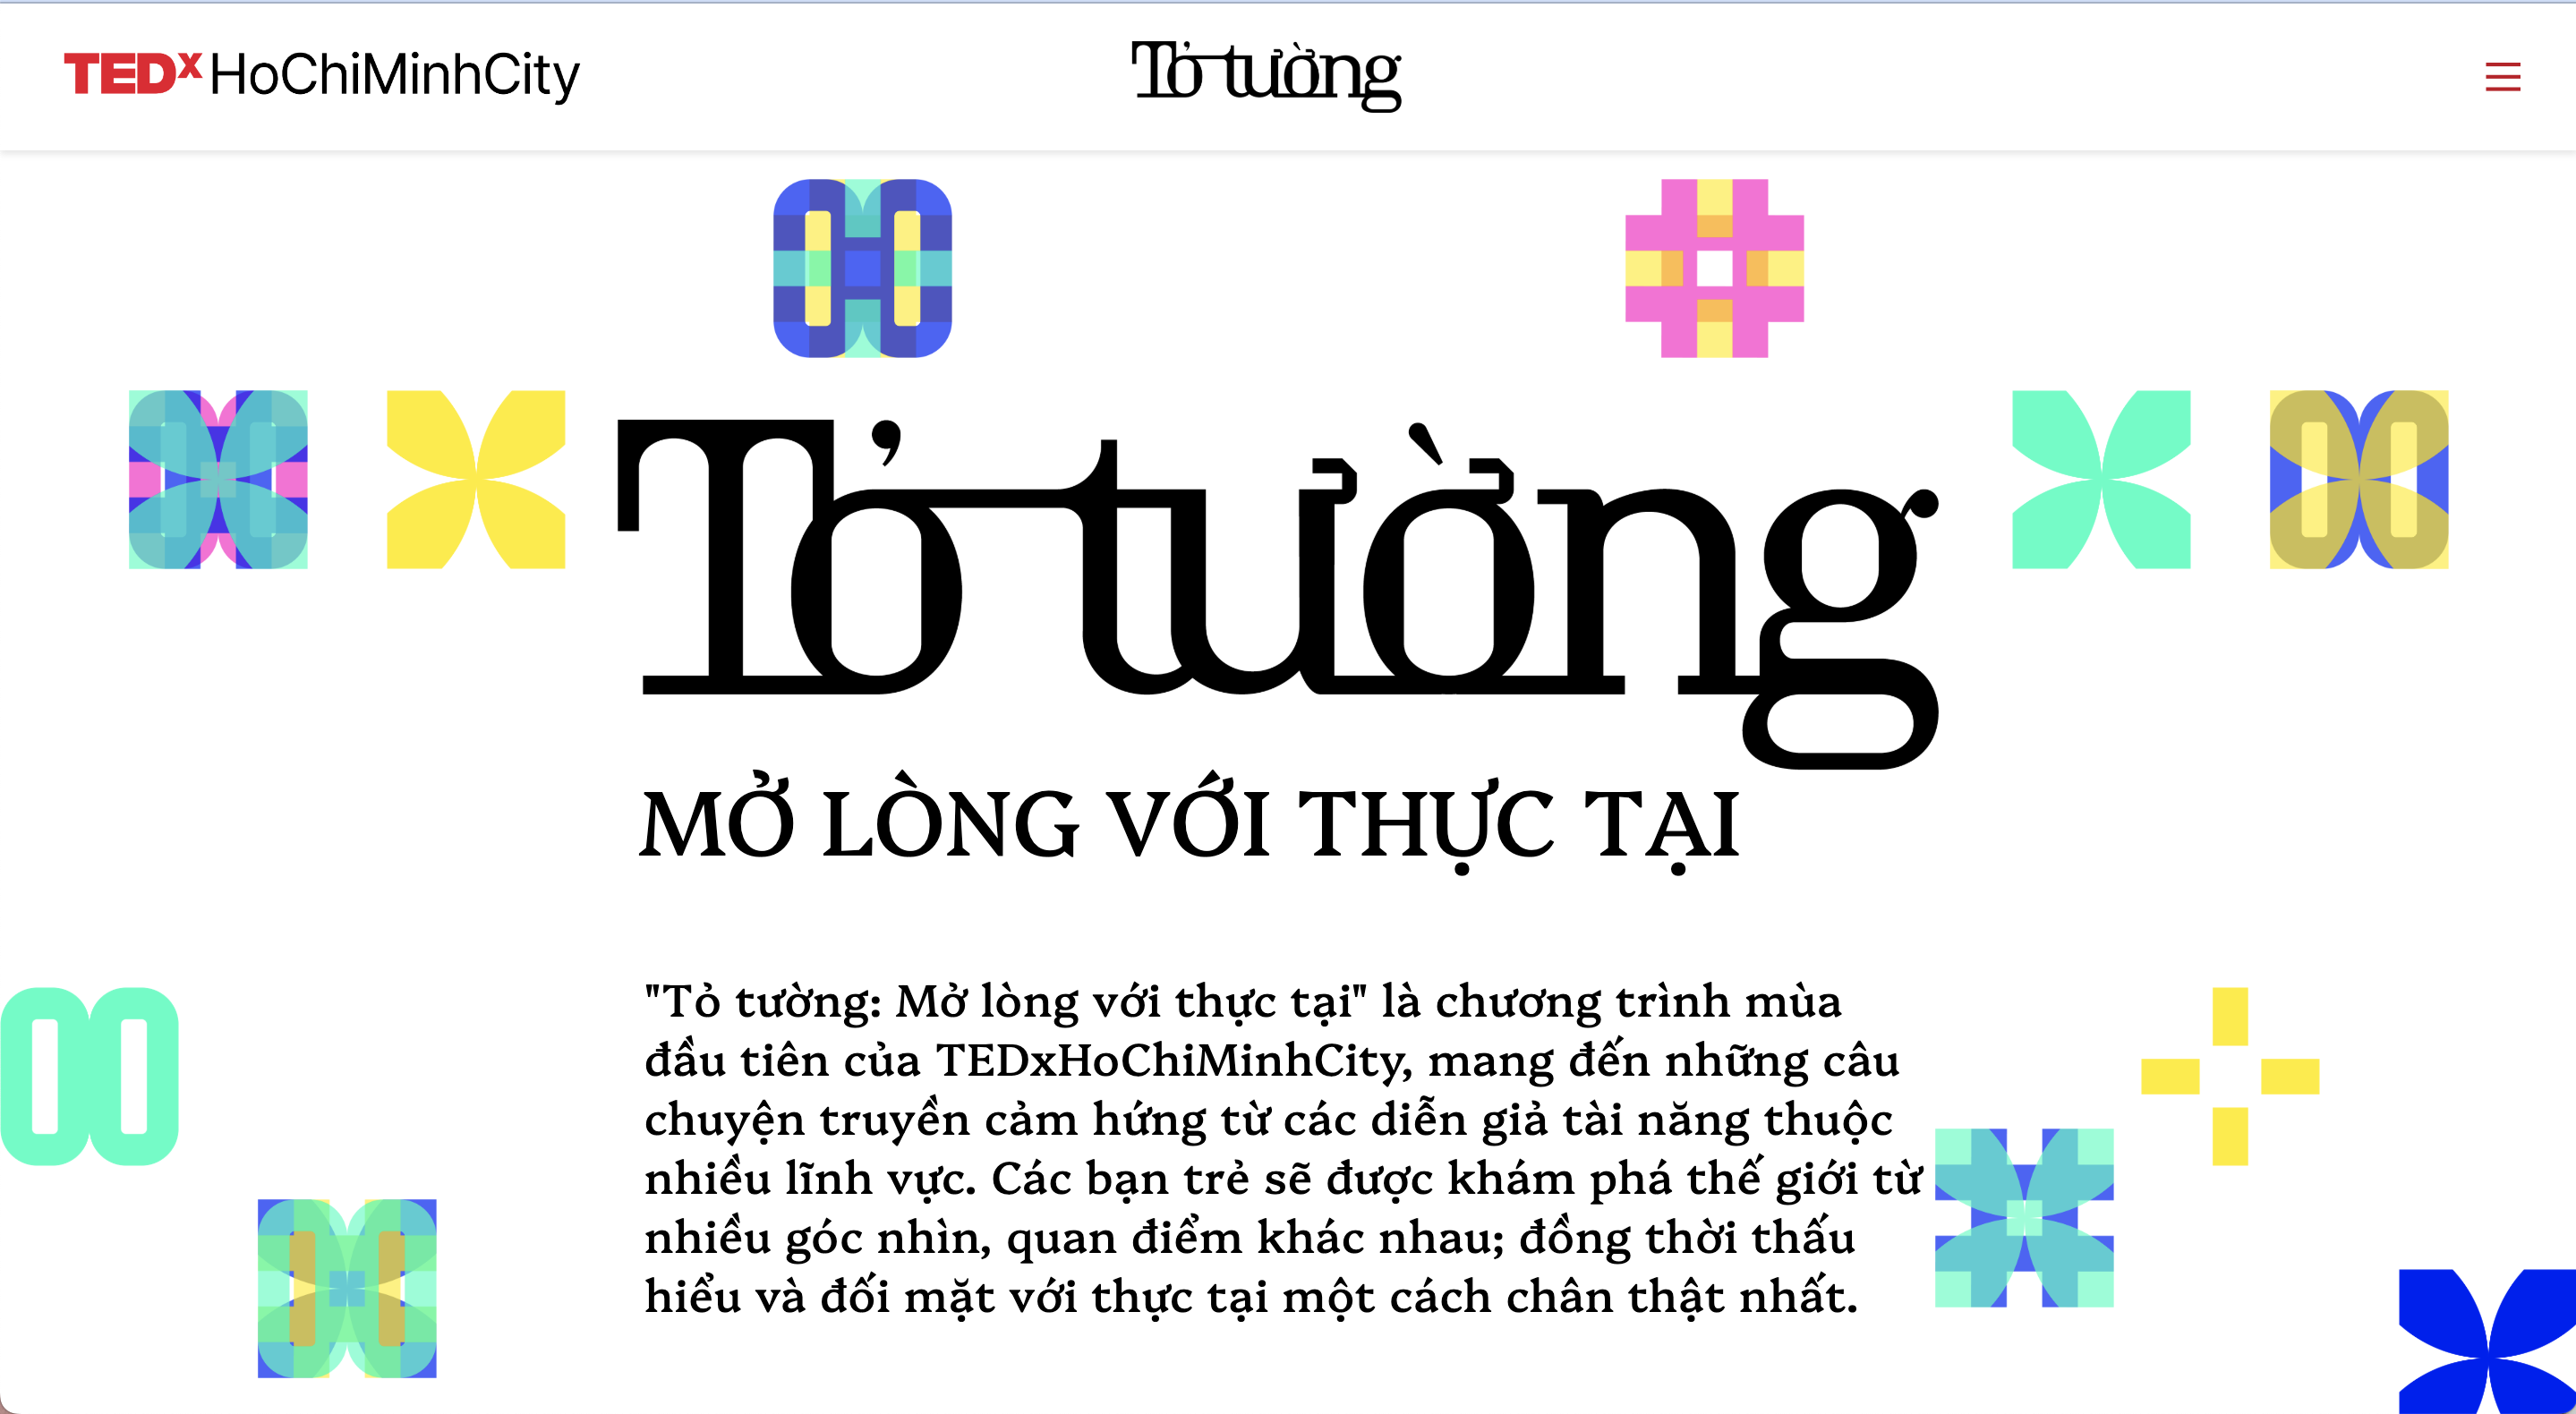 TEDxHoChiMinhCity
Tỏ tường
Tỏ tường
MỞ LÒNG VỚI THỰC TẠI
"Tỏ tường: Mở lòng với thực tại" là chương trình mùa
đầu tiên của TEDxHoChiMinhCity, mang đến những câu
chuyện truyền cảm hứng từ các diễn giả tài năng thuộc
nhiều lĩnh vực. Các bạn trẻ sẽ được khám phá thế giới từ
nhiều góc nhìn, quan điểm khác nhau; đồng thời thấu
hiểu và đối mặt với thực tại một cách chân thật nhất.